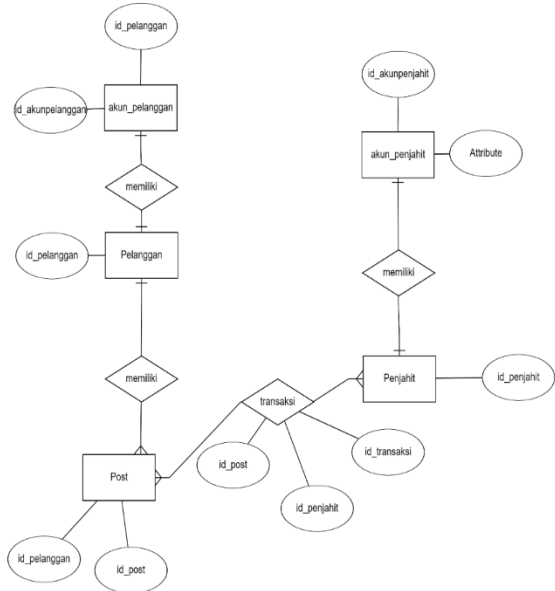 id_pelanggan
id_akunpelanggan
akun_pelanggan
id_akunpenjahit
akun_penjahit
Attribute
memiliki
id_pelanggan
Pelanggan
memiliki
memiliki
Penjahit
id_penjahit
transaksi
id_post
id_transaksi
id_penjahit
Post
id_pelanggan
id_post